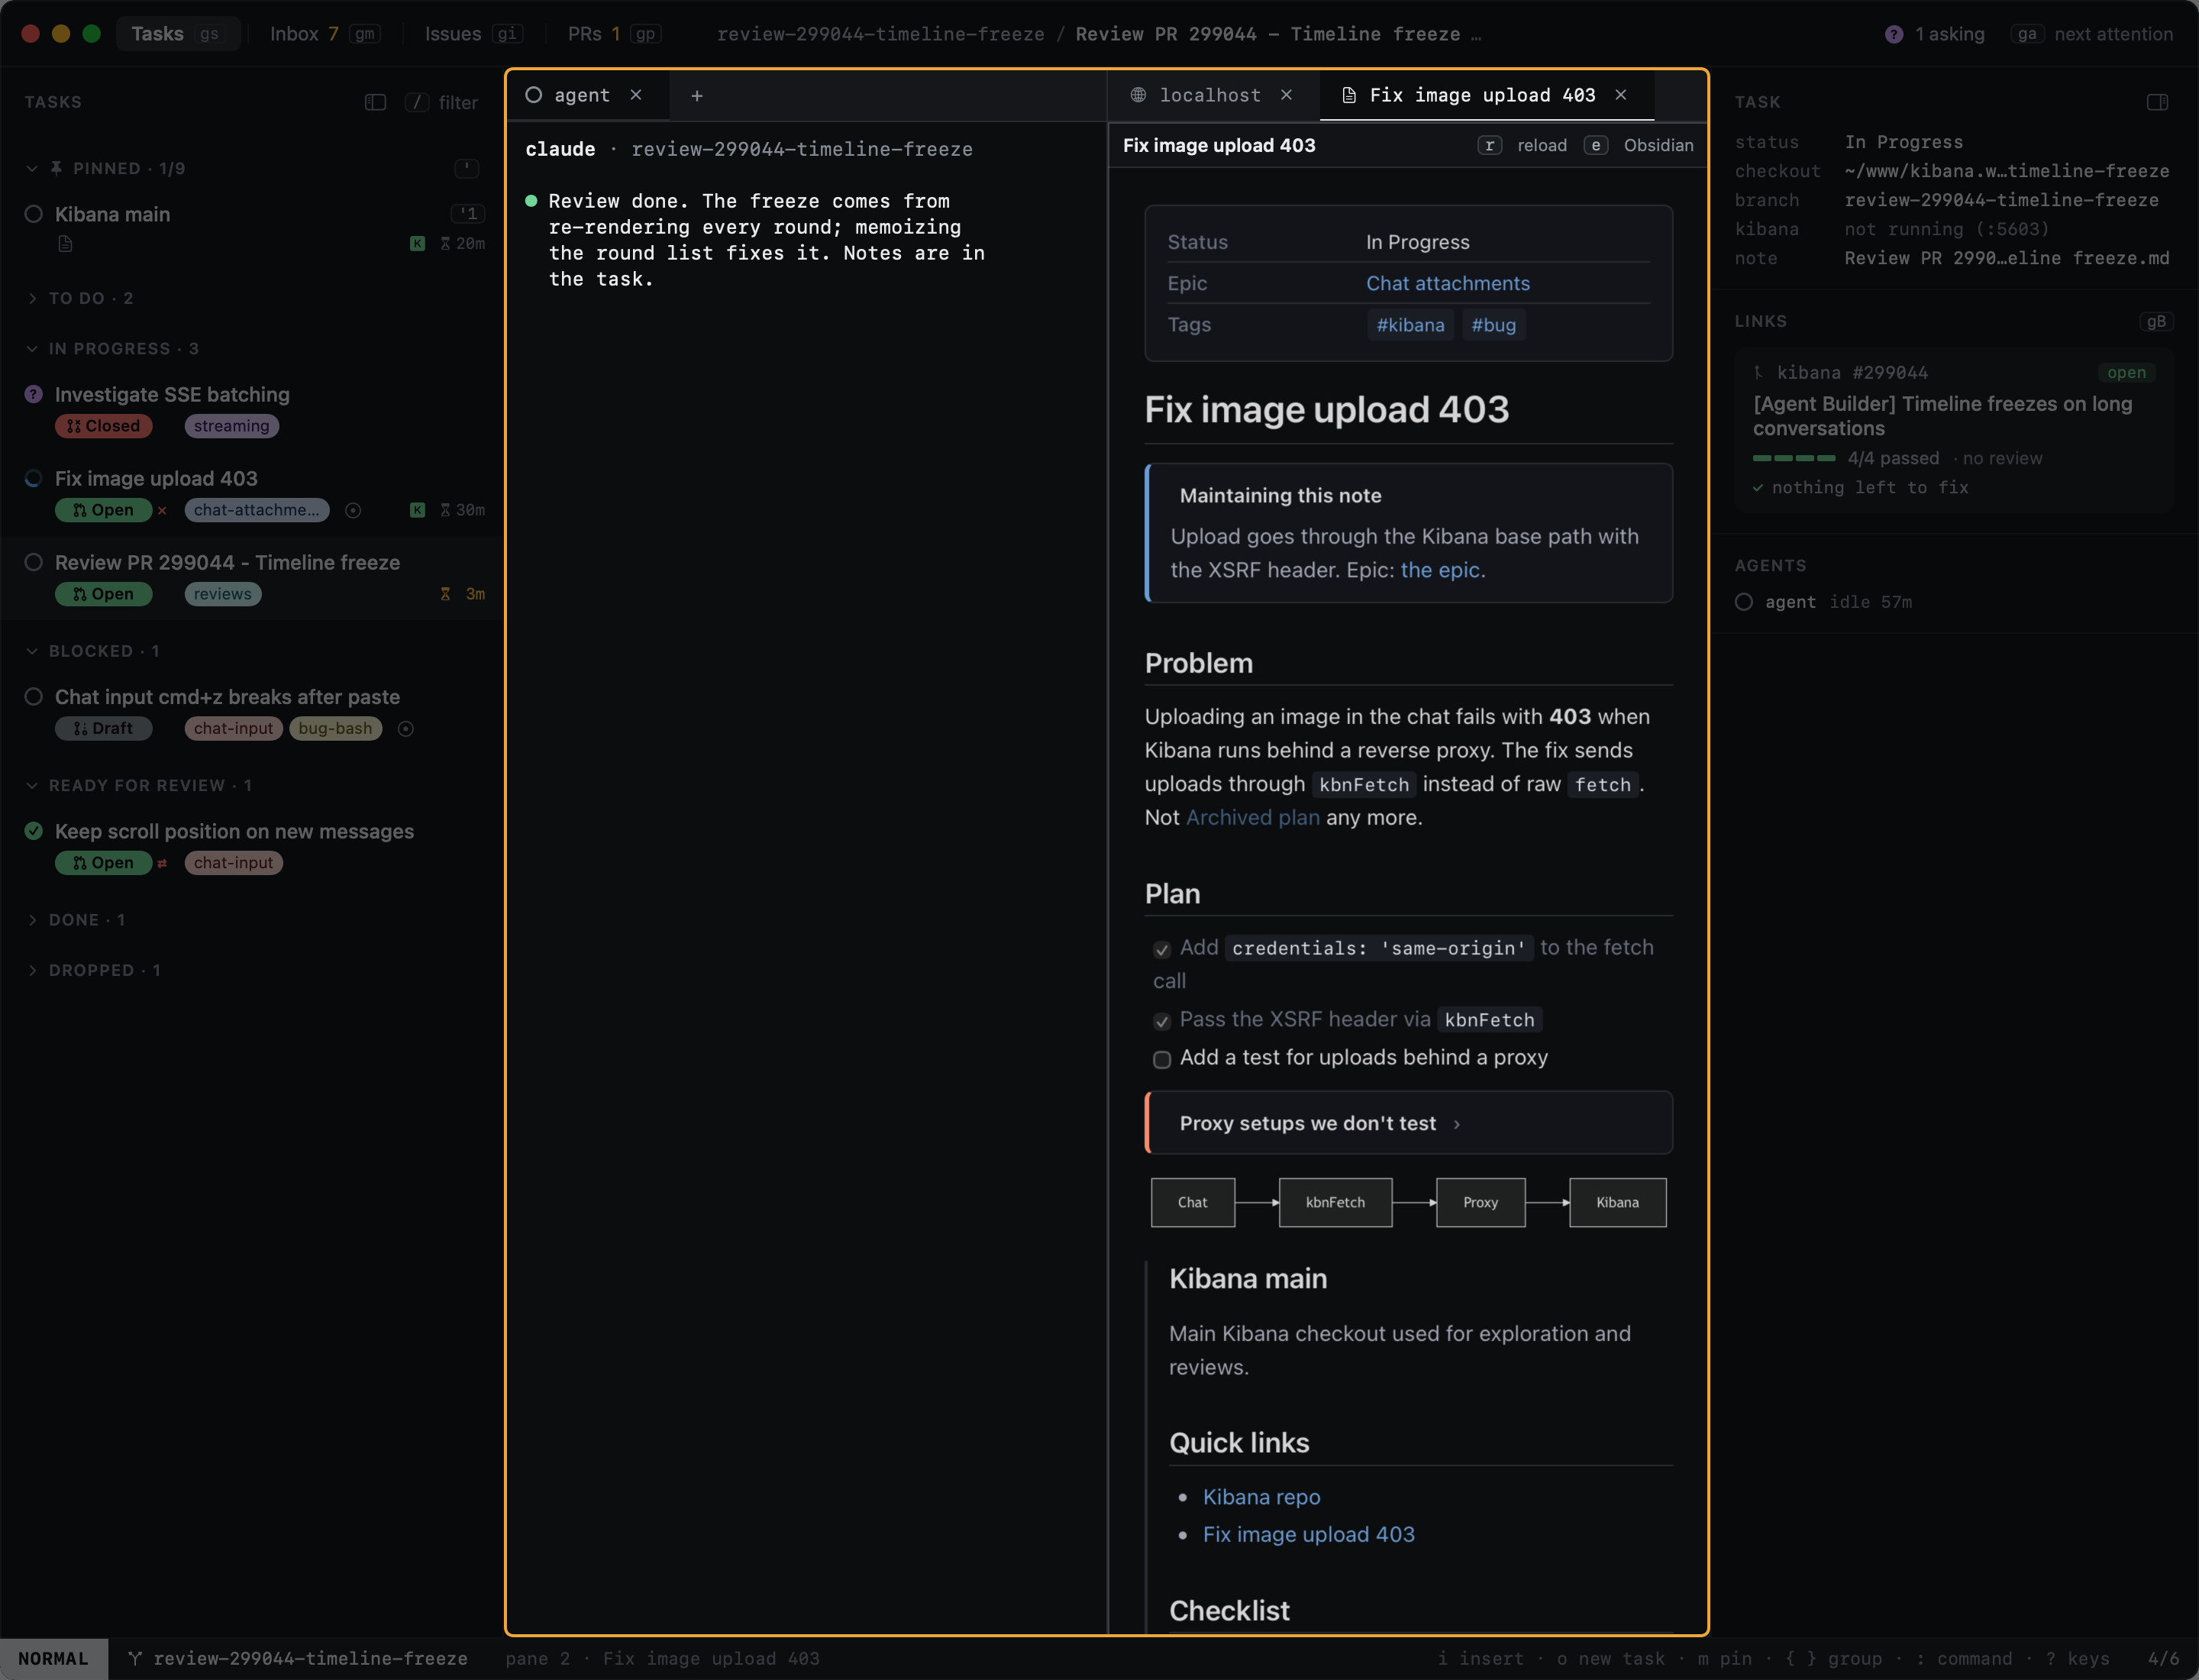 Tasks gs Inbox 7 gm Issues gi PRs 1 gp review-299044-timeline-freeze / Review PR 299044 – Timeline freeze … ? 1 asking ga next attention
TASKS / filter
PINNED · 1/9 '
Kibana main '1
K 20m
TO DO · 2
IN PROGRESS · 3
? Investigate SSE batching
Closed streaming
Fix image upload 403
Open × chat-attachme... K 30m
Review PR 299044 - Timeline freeze
Open reviews 3m
BLOCKED · 1
Chat input cmd+z breaks after paste
Draft chat-input bug-bash
READY FOR REVIEW · 1
Keep scroll position on new messages
Open chat-input
DONE · 1
DROPPED · 1
agent × +
claude · review-299044-timeline-freeze
Review done. The freeze comes from
re-rendering every round; memoizing
the round list fixes it. Notes are in
the task.
localhost × Fix image upload 403 ×
Fix image upload 403 r reload e Obsidian
Status In Progress
Epic Chat attachments
Tags #kibana #bug
Fix image upload 403
Maintaining this note
Upload goes through the Kibana base path with
the XSRF header. Epic: the epic.
Problem
Uploading an image in the chat fails with 403 when
Kibana runs behind a reverse proxy. The fix sends
uploads through kbnFetch instead of raw fetch.
Not Archived plan any more.
Plan
Add credentials: 'same-origin' to the fetch
call
Pass the XSRF header via kbnFetch
Add a test for uploads behind a proxy
Proxy setups we don't test ›
Chat kbnFetch Proxy Kibana
Kibana main
Main Kibana checkout used for exploration and
reviews.
Quick links
• Kibana repo
• Fix image upload 403
Checklist
TASK
status In Progress
checkout ~/www/kibana.w…timeline-freeze
branch review-299044-timeline-freeze
kibana not running (:5603)
note Review PR 2990…eline freeze.md
LINKS gB
kibana #299044 open
[Agent Builder] Timeline freezes on long
conversations
4/4 passed · no review
✓ nothing left to fix
AGENTS
agent idle 57m
NORMAL review-299044-timeline-freeze pane 2 · Fix image upload 403 i insert · o new task · m pin · { } group · : command · ? keys 4/6